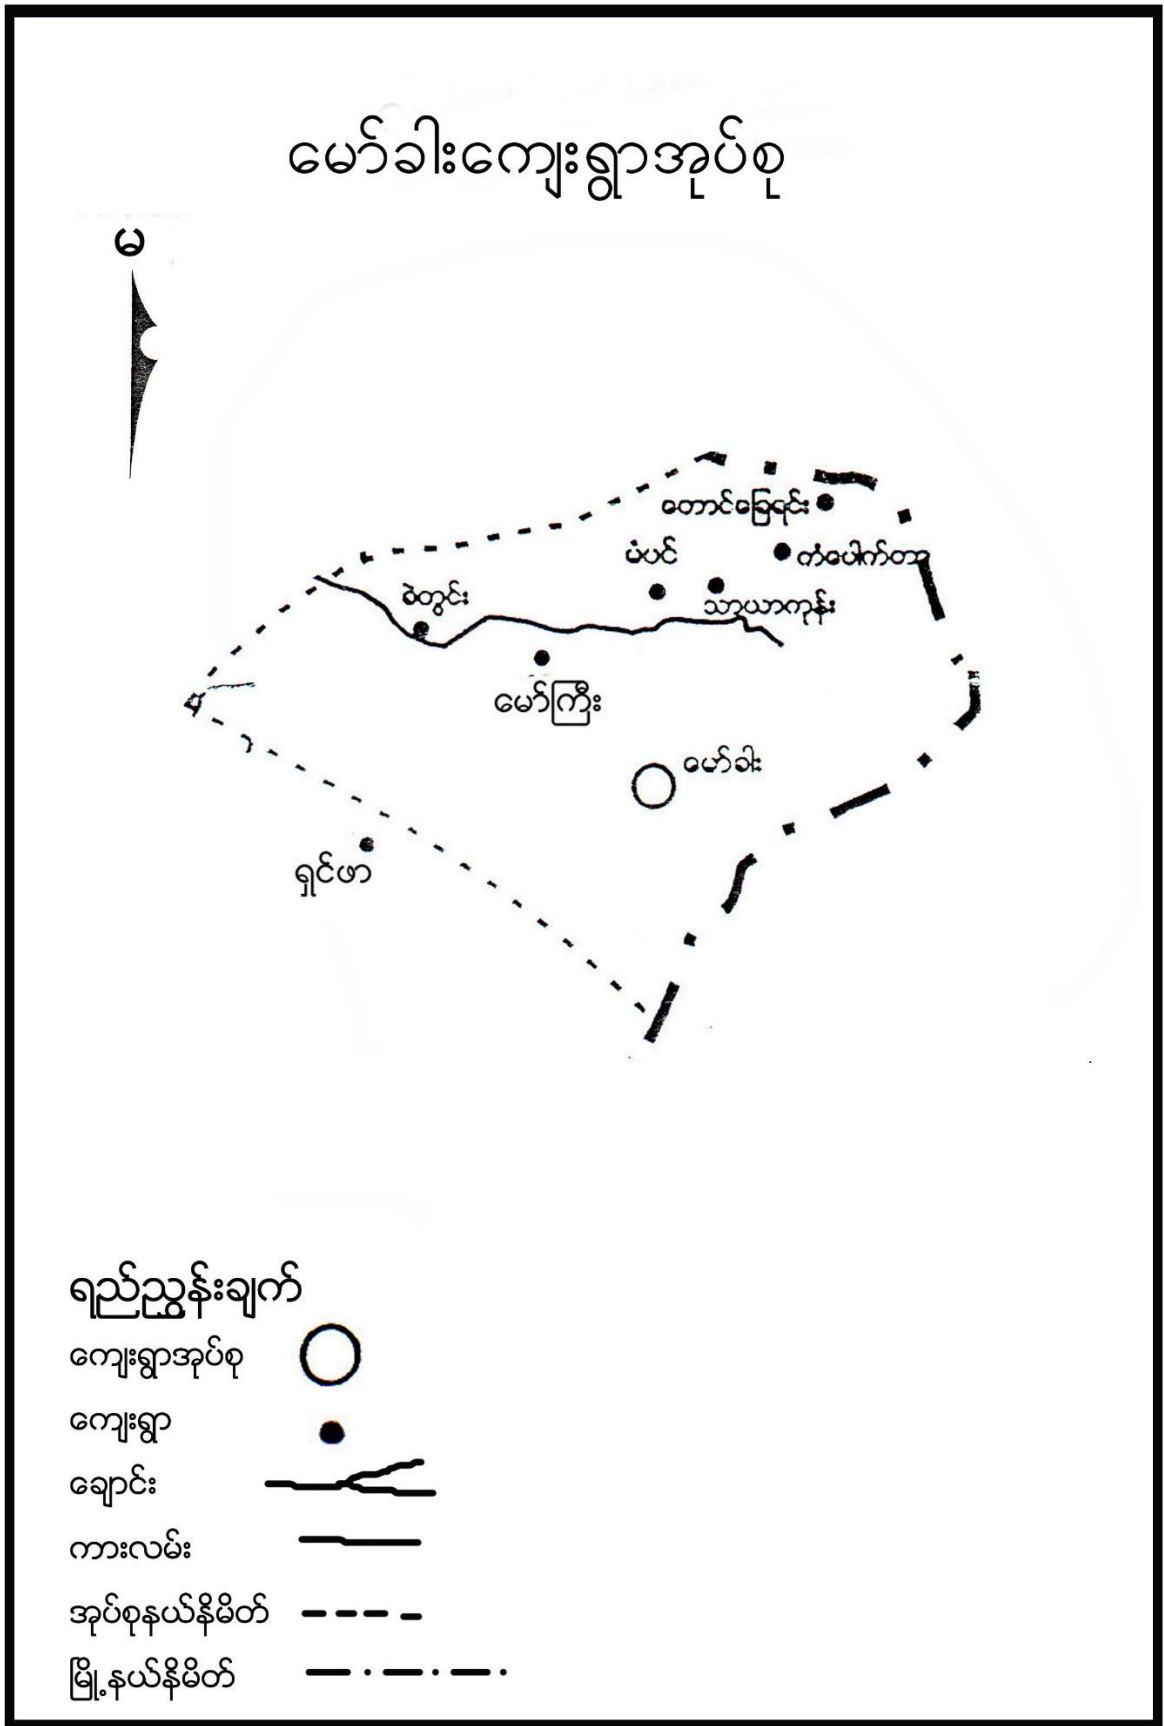 မော်ခါးကျေးရွာအုပ်စု
မ
တောင်ခြေရင်း
ကံပေါက်တာ
မံပင်
သာယာကုန်း
ခဲတွင်း
မော်ကြီး
မော်ခါး
ရှင်ဖာ
ရည်ညွှန်းချက်
ကျေးရွာအုပ်စု
ကျေးရွာ
ချောင်း
ကားလမ်း
အုပ်စုနယ်နိမိတ်
မြို့နယ်နိမိတ်